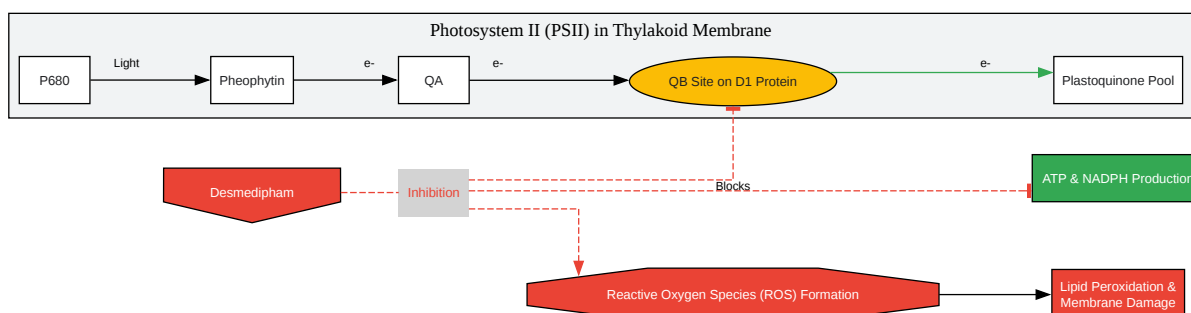 Photosystem II (PSII) in Thylakoid Membrane
P680
Light
Pheophytin
e-
QA
e-
QB Site on D1 Protein
e-
Plastoquinone Pool
Desmedipham
Inhibition
Blocks
ATP & NADPH Production
Reactive Oxygen Species (ROS) Formation
Lipid Peroxidation &
Membrane Damage